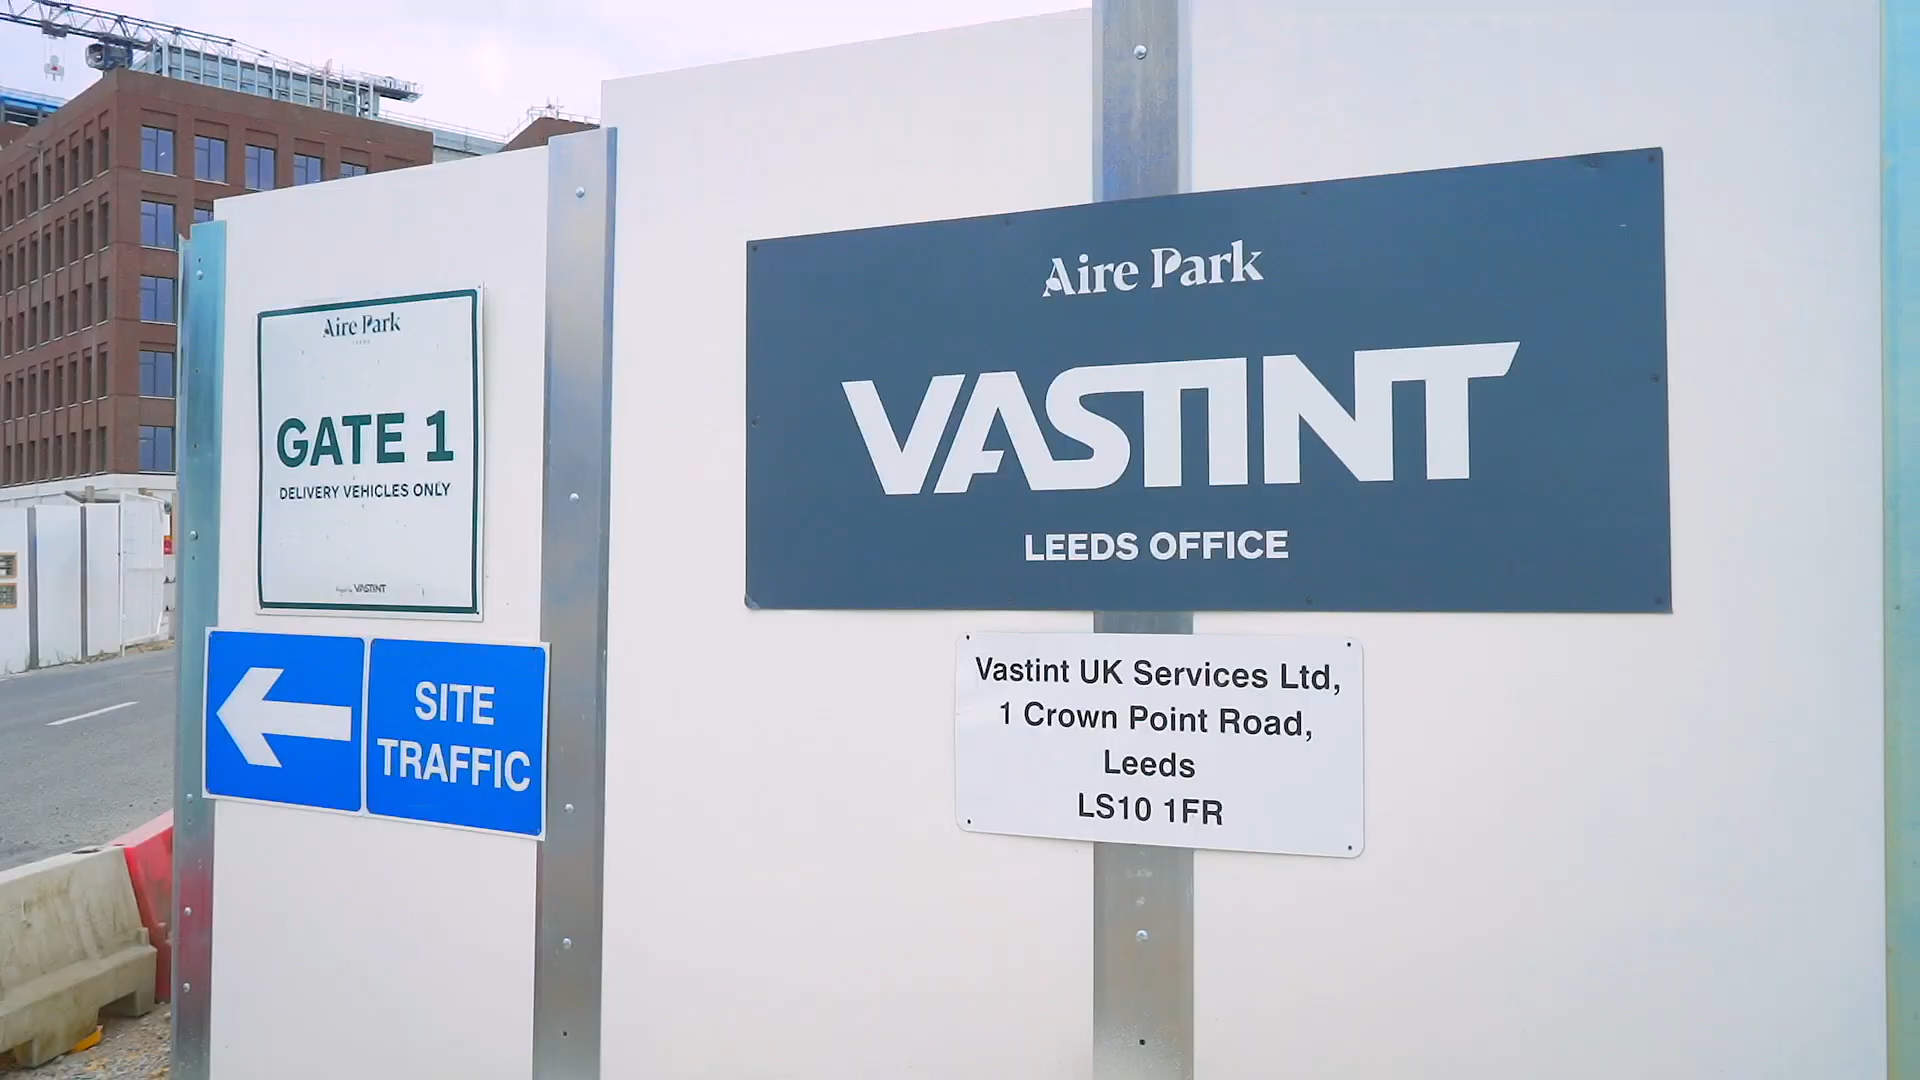 Aire Park
LEEDS
GATE 1
DELIVERY VEHICLES ONLY
VASTINT
SITE
TRAFFIC
Aire Park
VASTINT
LEEDS OFFICE
Vastint UK Services Ltd,
1 Crown Point Road,
Leeds
LS10 1FR